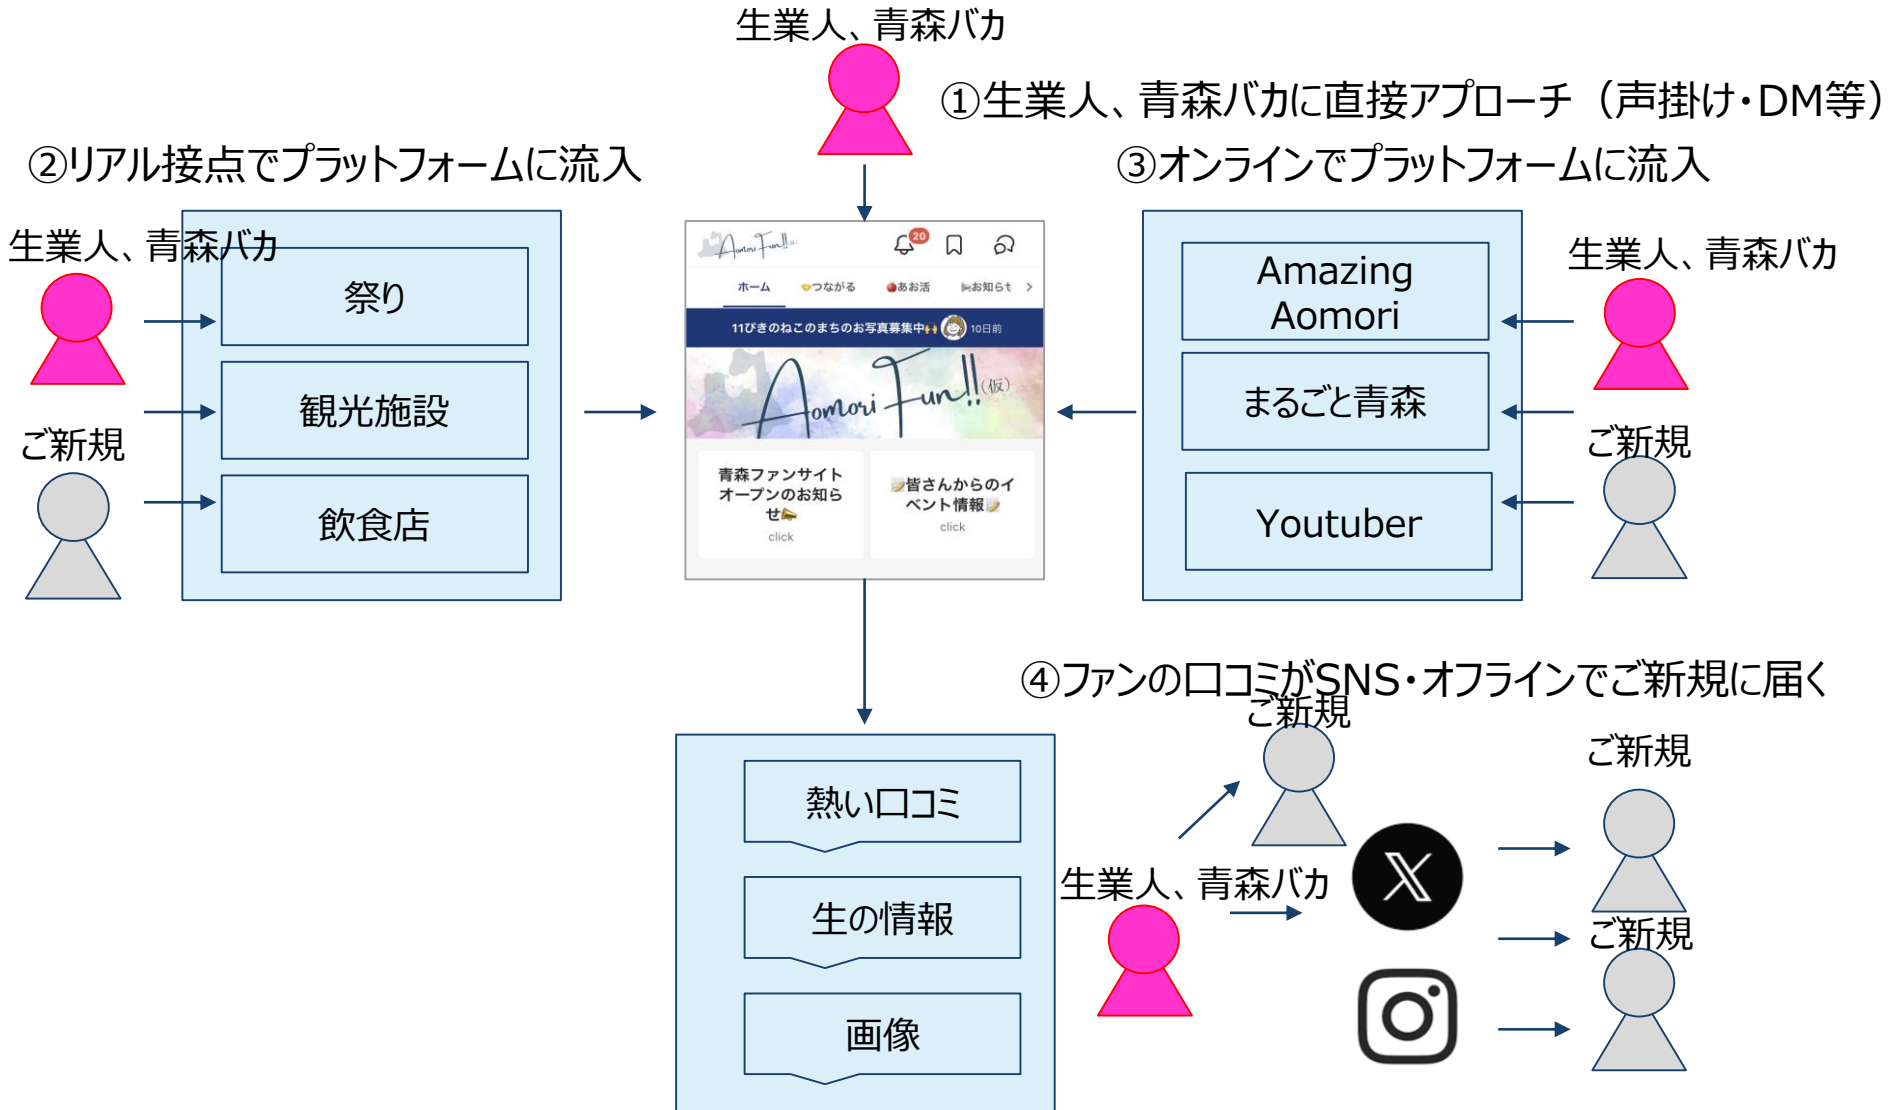 生業人、青森バカ
①生業人、青森バカに直接アプローチ（声掛け・DM等）
②リアル接点でプラットフォームに流入
③オンラインでプラットフォームに流入
生業人、青森バカ
祭り
観光施設
飲食店
ご新規
Aomori Fun!!
20
ホーム
つながる
あお活
お知らせ
11ぴきのねこのまちのお写真募集中
10日前
Aomori Fun!!(仮)
青森ファンサイト
オープンのお知ら
せ
click
皆さんからのイ
ベント情報
click
Amazing
Aomori
まるごと青森
Youtuber
生業人、青森バカ
ご新規
④ファンの口コミがSNS・オフラインでご新規に届く
ご新規
ご新規
熱い口コミ
生の情報
画像
生業人、青森バカ
X
ご新規